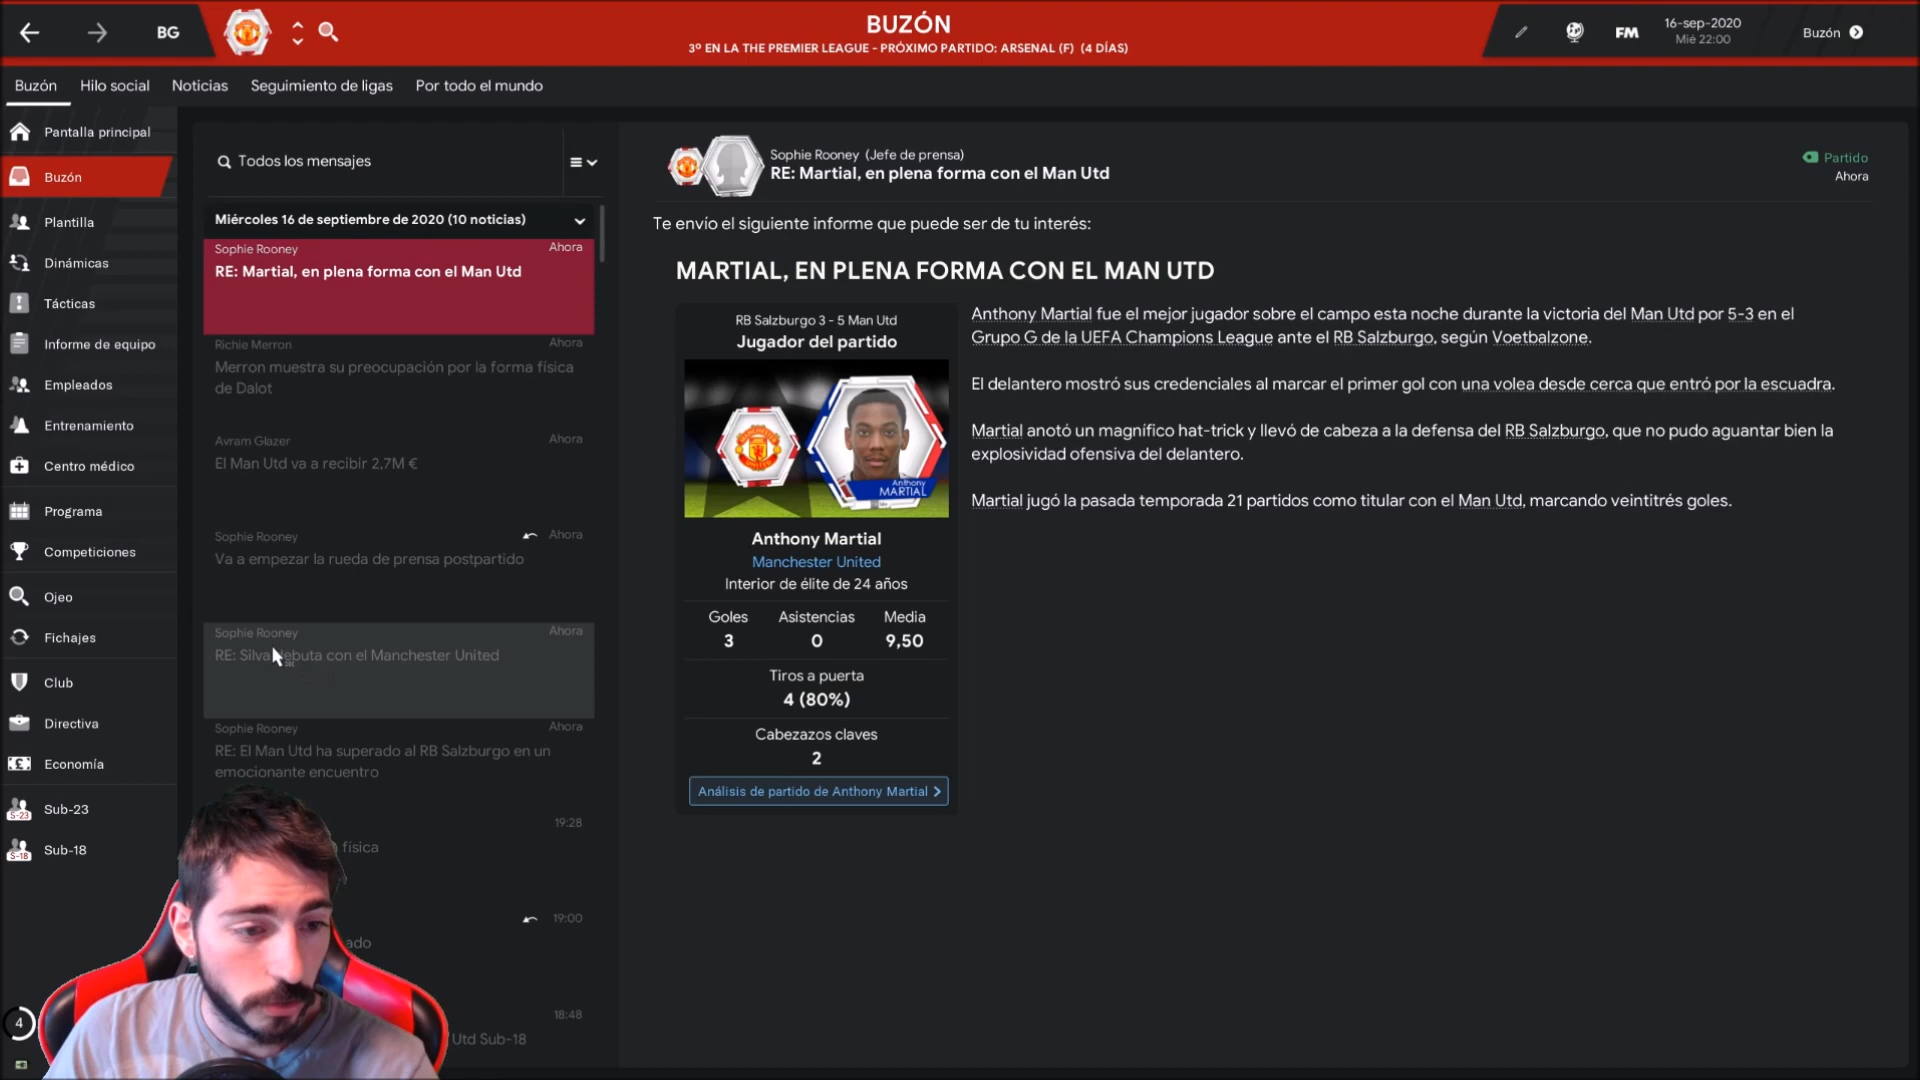 BG
BUZÓN
3º EN LA THE PREMIER LEAGUE - PRÓXIMO PARTIDO: ARSENAL (F) (4 DÍAS)
FM
16-sep-2020
Mié 22:00
Buzón
Buzón
Hilo social
Noticias
Seguimiento de ligas
Por todo el mundo
Pantalla principal
Buzón
Plantilla
Dinámicas
Tácticas
Informe de equipo
Empleados
Entrenamiento
Centro médico
Programa
Competiciones
Ojeo
Fichajes
Club
Directiva
Economía
S-23
Sub-23
S-18
Sub-18
4
Todos los mensajes
Miércoles 16 de septiembre de 2020 (10 noticias)
Sophie Rooney
Ahora
RE: Martial, en plena forma con el Man Utd
Richie Merron
Ahora
Merron muestra su preocupación por la forma física
de Dalot
Avram Glazer
Ahora
El Man Utd va a recibir 2,7M €
Sophie Rooney
Ahora
Va a empezar la rueda de prensa postpartido
Sophie Rooney
Ahora
RE: Silva debuta con el Manchester United
Sophie Rooney
Ahora
RE: El Man Utd ha superado al RB Salzburgo en un
emocionante encuentro
19:28
física
19:00
ado
18:48
Utd Sub-18
Sophie Rooney (Jefe de prensa)
RE: Martial, en plena forma con el Man Utd
Partido
Ahora
Te envío el siguiente informe que puede ser de tu interés:
MARTIAL, EN PLENA FORMA CON EL MAN UTD
RB Salzburgo 3 - 5 Man Utd
Jugador del partido
Anthony
MARTIAL
Anthony Martial
Manchester United
Interior de élite de 24 años
Goles
Asistencias
Media
3
0
9,50
Tiros a puerta
4 (80%)
Cabezazos claves
2
Análisis de partido de Anthony Martial
Anthony Martial fue el mejor jugador sobre el campo esta noche durante la victoria del Man Utd por 5-3 en el
Grupo G de la UEFA Champions League ante el RB Salzburgo, según Voetbalzone.
El delantero mostró sus credenciales al marcar el primer gol con una volea desde cerca que entró por la escuadra.
Martial anotó un magnífico hat-trick y llevó de cabeza a la defensa del RB Salzburgo, que no pudo aguantar bien la
explosividad ofensiva del delantero.
Martial jugó la pasada temporada 21 partidos como titular con el Man Utd, marcando veintitrés goles.